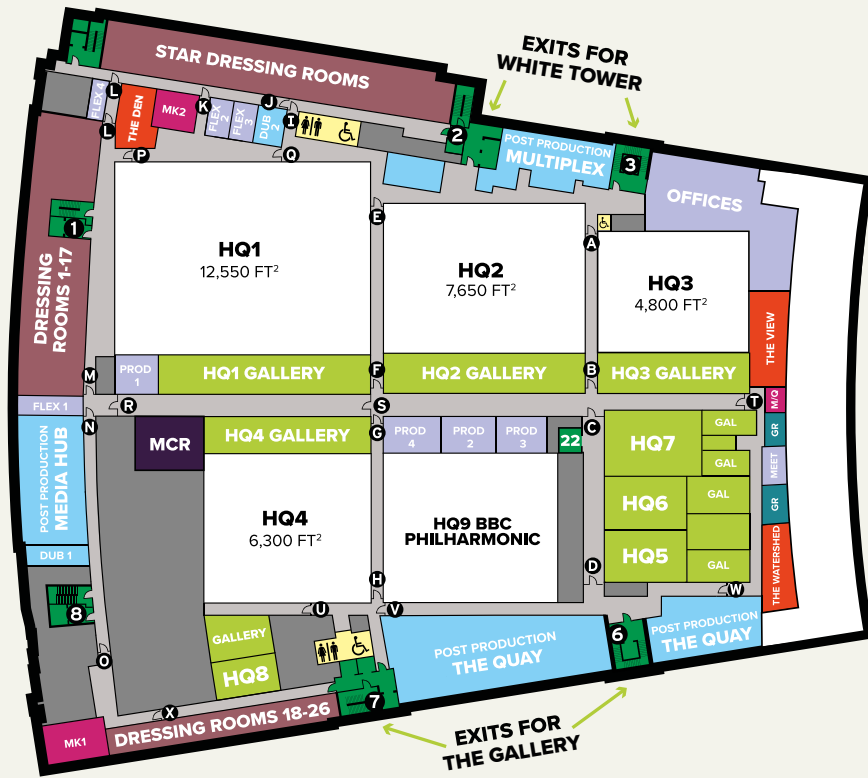 EXITS FOR
WHITE TOWER
STAR DRESSING ROOMS
FLEX 4
L
THE DEN
MK2
K
FLEX 2
FLEX 3
J
DUB 2
I
2
POST PRODUCTION
MULTIPLEX
3
L
P
Q
OFFICES
1
DRESSING
ROOMS 1-17
HQ1
12,550 FT²
E
HQ2
7,650 FT²
A
HQ3
4,800 FT²
THE VIEW
M
PROD
1
HQ1 GALLERY
F
HQ2 GALLERY
B
HQ3 GALLERY
FLEX 1
R
S
T
M/Q
N
POST PRODUCTION
MEDIA HUB
MCR
HQ4 GALLERY
G
PROD
4
PROD
2
PROD
3
22
C
HQ7
GAL
GAL
GR
MEET
GR
HQ4
6,300 FT²
HQ9 BBC
PHILHARMONIC
HQ6
GAL
HQ5
GAL
THE WATERSHED
DUB 1
8
H
D
W
U
V
O
GALLERY
HQ8
POST PRODUCTION
THE QUAY
6
POST PRODUCTION
THE QUAY
7
X
MK1
DRESSING ROOMS 18-26
EXITS FOR
THE GALLERY